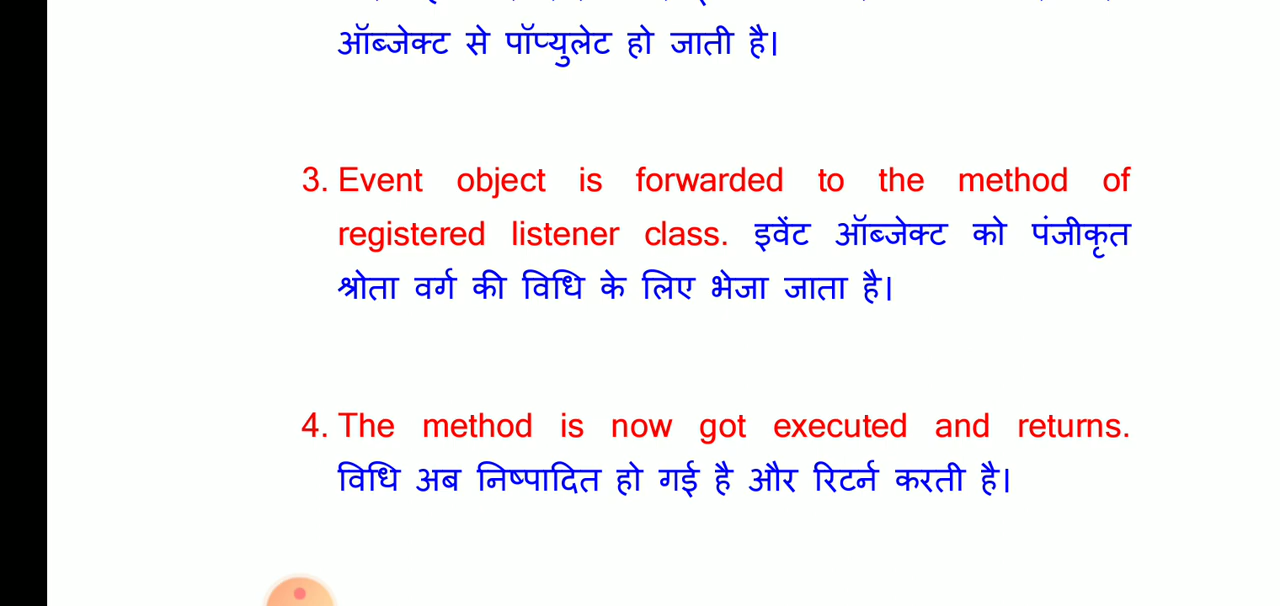 ऑब्जेक्ट से पॉप्युलेट हो जाती है।
3. Event object is forwarded to the method of
registered listener class. इवेंट ऑब्जेक्ट को पंजीकृत
श्रोता वर्ग की विधि के लिए भेजा जाता है।
4. The method is now got executed and returns.
विधि अब निष्पादित हो गई है और रिटर्न करती है।